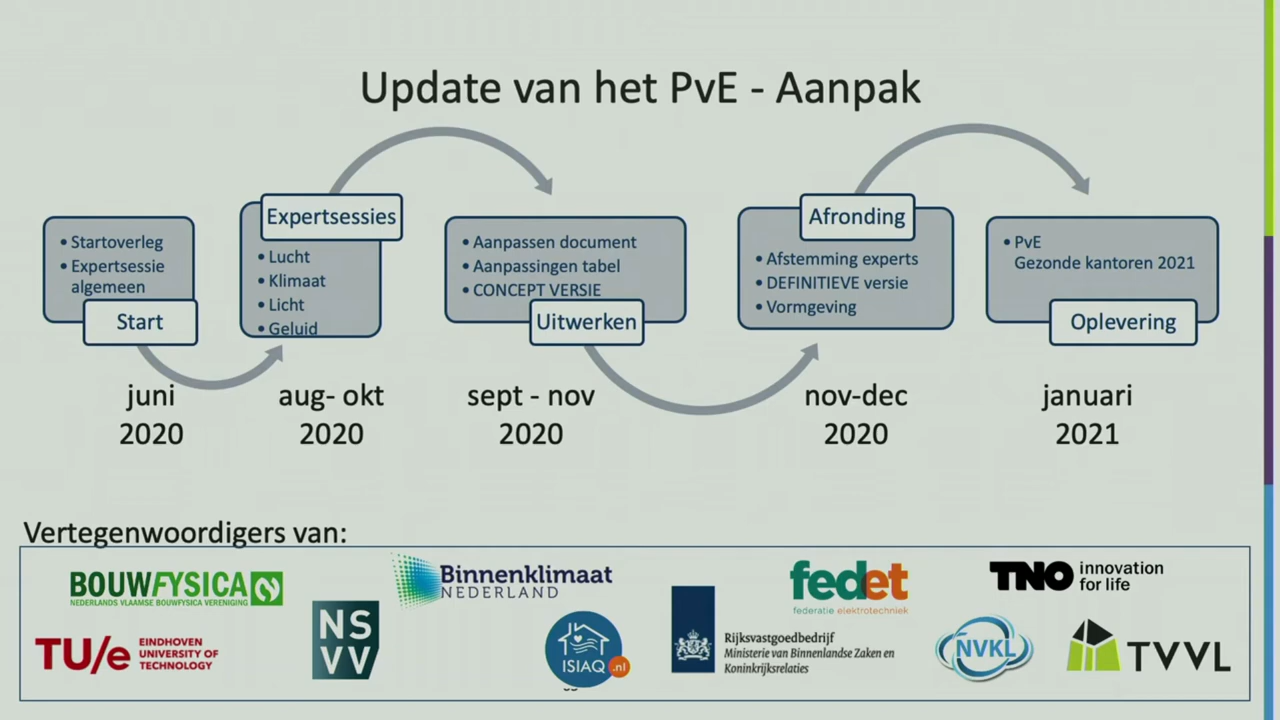 Update van het PvE - Aanpak
• Startoverleg
• Expertsessie
algemeen
Start
juni
2020
Expertsessies
• Lucht
• Klimaat
• Licht
• Geluid
aug- okt
2020
• Aanpassen document
• Aanpassingen tabel
• CONCEPT VERSIE
Uitwerken
sept - nov
2020
Afronding
• Afstemming experts
• DEFINITIEVE versie
• Vormgeving
nov-dec
2020
• PvE
Gezonde kantoren 2021
Oplevering
januari
2021
Vertegenwoordigers van:
BOUWFYSICA
NEDERLANDS VLAAMSE BOUWFYSICA VERENIGING
Binnenklimaat
NEDERLAND
fedet
federatie elektrotechniek
TNO innovation
for life
TU/e EINDHOVEN
UNIVERSITY OF
TECHNOLOGY
NS
VV
ISIAQ.nl
Rijksvastgoedbedrijf
Ministerie van Binnenlandse Zaken en
Koninkrijksrelaties
NVKL
TVVL